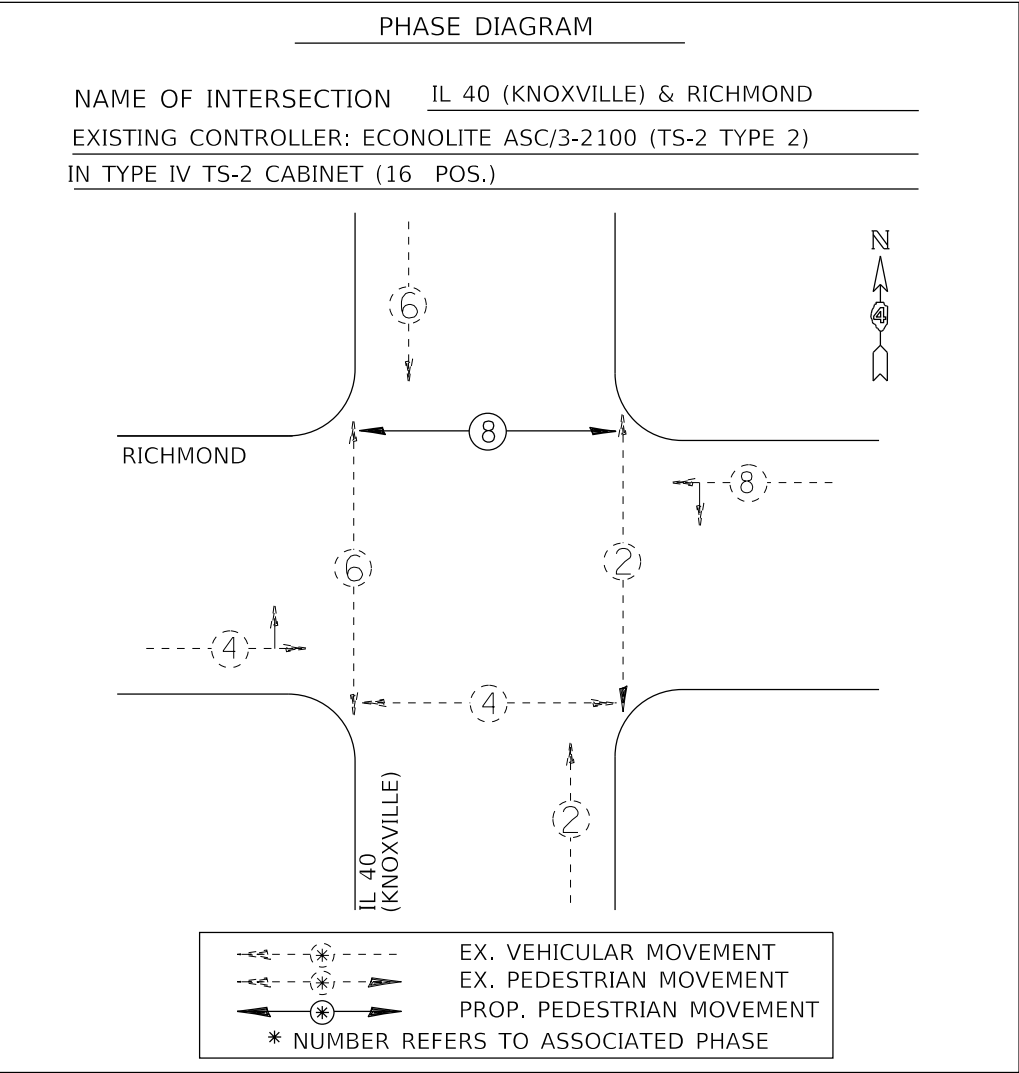 PHASE DIAGRAM
NAME OF INTERSECTION IL 40 (KNOXVILLE) & RICHMOND
EXISTING CONTROLLER: ECONOLITE ASC/3-2100 (TS-2 TYPE 2)
IN TYPE IV TS-2 CABINET (16 POS.)
N
4
6
8
RICHMOND
8
6
2
4
4
2
IL 40
(KNOXVILLE)
* EX. VEHICULAR MOVEMENT
* EX. PEDESTRIAN MOVEMENT
* PROP. PEDESTRIAN MOVEMENT
* NUMBER REFERS TO ASSOCIATED PHASE